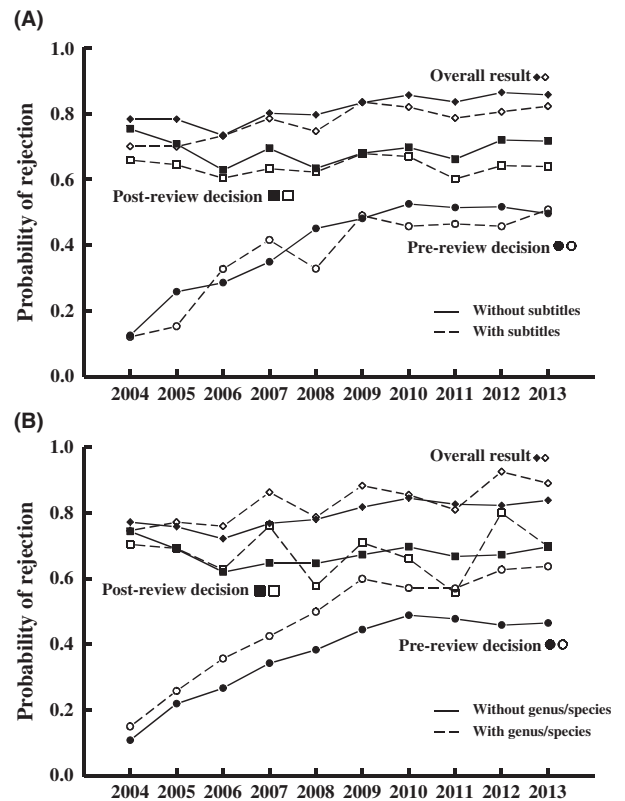 (A)
1.0
0.8
0.6
0.4
0.2
0.0
Probability of rejection
Overall result
Post-review decision
Pre-review decision
Without subtitles
With subtitles
2004 2005 2006 2007 2008 2009 2010 2011 2012 2013
(B)
1.0
0.8
0.6
0.4
0.2
0.0
Probability of rejection
Overall result
Post-review decision
Pre-review decision
Without genus/species
With genus/species
2004 2005 2006 2007 2008 2009 2010 2011 2012 2013